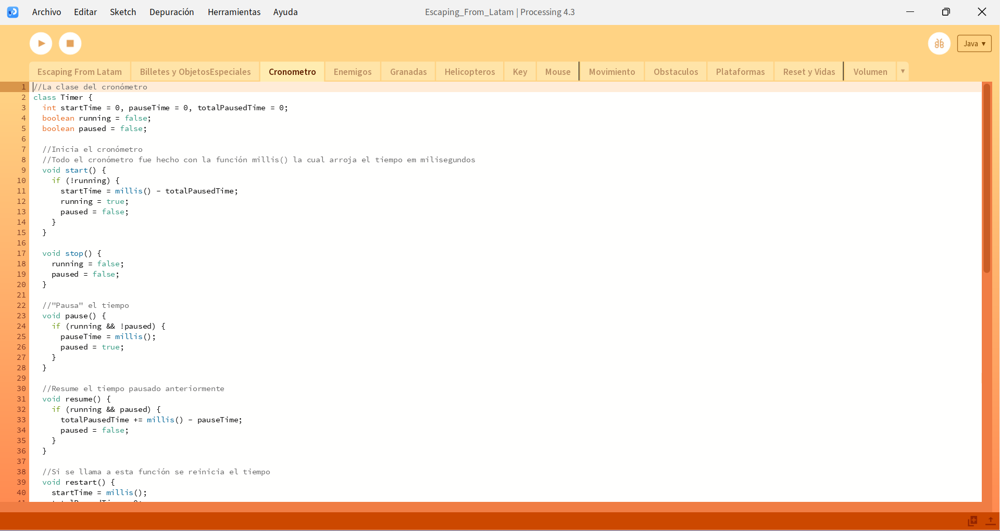 Archivo Editar Sketch Depuración Herramientas Ayuda Escaping_From_Latam | Processing 4.3
Java ▾
Escaping From Latam Billetes y ObjetosEspeciales Cronometro Enemigos Granadas Helicopteros Key Mouse Movimiento Obstaculos Plataformas Reset y Vidas Volumen ▾
1 //La clase del cronómetro
2 class Timer {
3 int startTime = 0, pauseTime = 0, totalPausedTime = 0;
4 boolean running = false;
5 boolean paused = false;
6
7 //Inicia el cronómetro
8 //Todo el cronómetro fue hecho con la función millis() la cual arroja el tiempo em milisegundos
9 void start() {
10 if (!running) {
11 startTime = millis() - totalPausedTime;
12 running = true;
13 paused = false;
14 }
15 }
16
17 void stop() {
18 running = false;
19 paused = false;
20 }
21
22 //"Pausa" el tiempo
23 void pause() {
24 if (running && !paused) {
25 pauseTime = millis();
26 paused = true;
27 }
28 }
29
30 //Resume el tiempo pausado anteriormente
31 void resume() {
32 if (running && paused) {
33 totalPausedTime += millis() - pauseTime;
34 paused = false;
35 }
36 }
37
38 //Si se llama a esta función se reinicia el tiempo
39 void restart() {
40 startTime = millis();